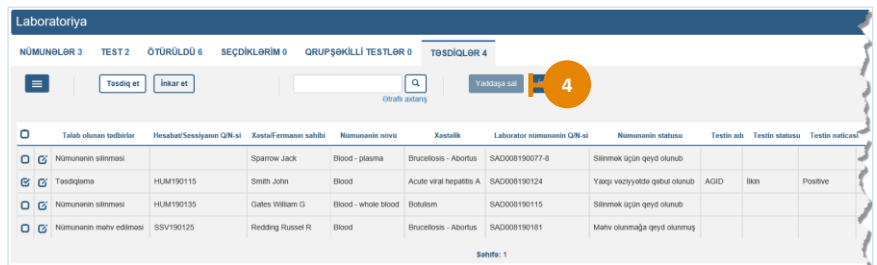 Laboratoriya
NÜMUNƏLƏR 3 TEST 2 ÖTÜRÜLDÜ 6 SEÇDİKLƏRİM 0 QRUPŞƏKİLLİ TESTLƏR 0 TƏSDİQLƏR 4
Təsdiq et İnkar et Yaddaşa sal 4
Ətraflı axtarış
Tələb olunan tədbirlər Hesabat/Sessiyanın Q/N-si Xəstə/Fermanın sahibi Nümunənin növü Xəstəlik Laborator nümunənin Q/N-si Nümunənin statusu Testin adı Testin statusu Testin nəticəsi
Nümunənin silinməsi Sparrow Jack Blood - plasma Brucellosis - Abortus SAD008190077-8 Silinmək üçün qeyd olunub
Təsdiqləmə HUM190115 Smith John Blood Acute viral hepatitis A SAD008190124 Yaxşı vəziyyətdə qəbul olunub AGID İlkin Positive
Nümunənin silinməsi HUM190135 Gates William G Blood - whole blood Botulism SAD008190115 Silinmək üçün qeyd olunub
Nümunənin məhv edilməsi SSV190125 Redding Russel R Blood Brucellosis - Abortus SAD008190181 Məhv olunmağa qeyd olunmuş
Səhifə: 1